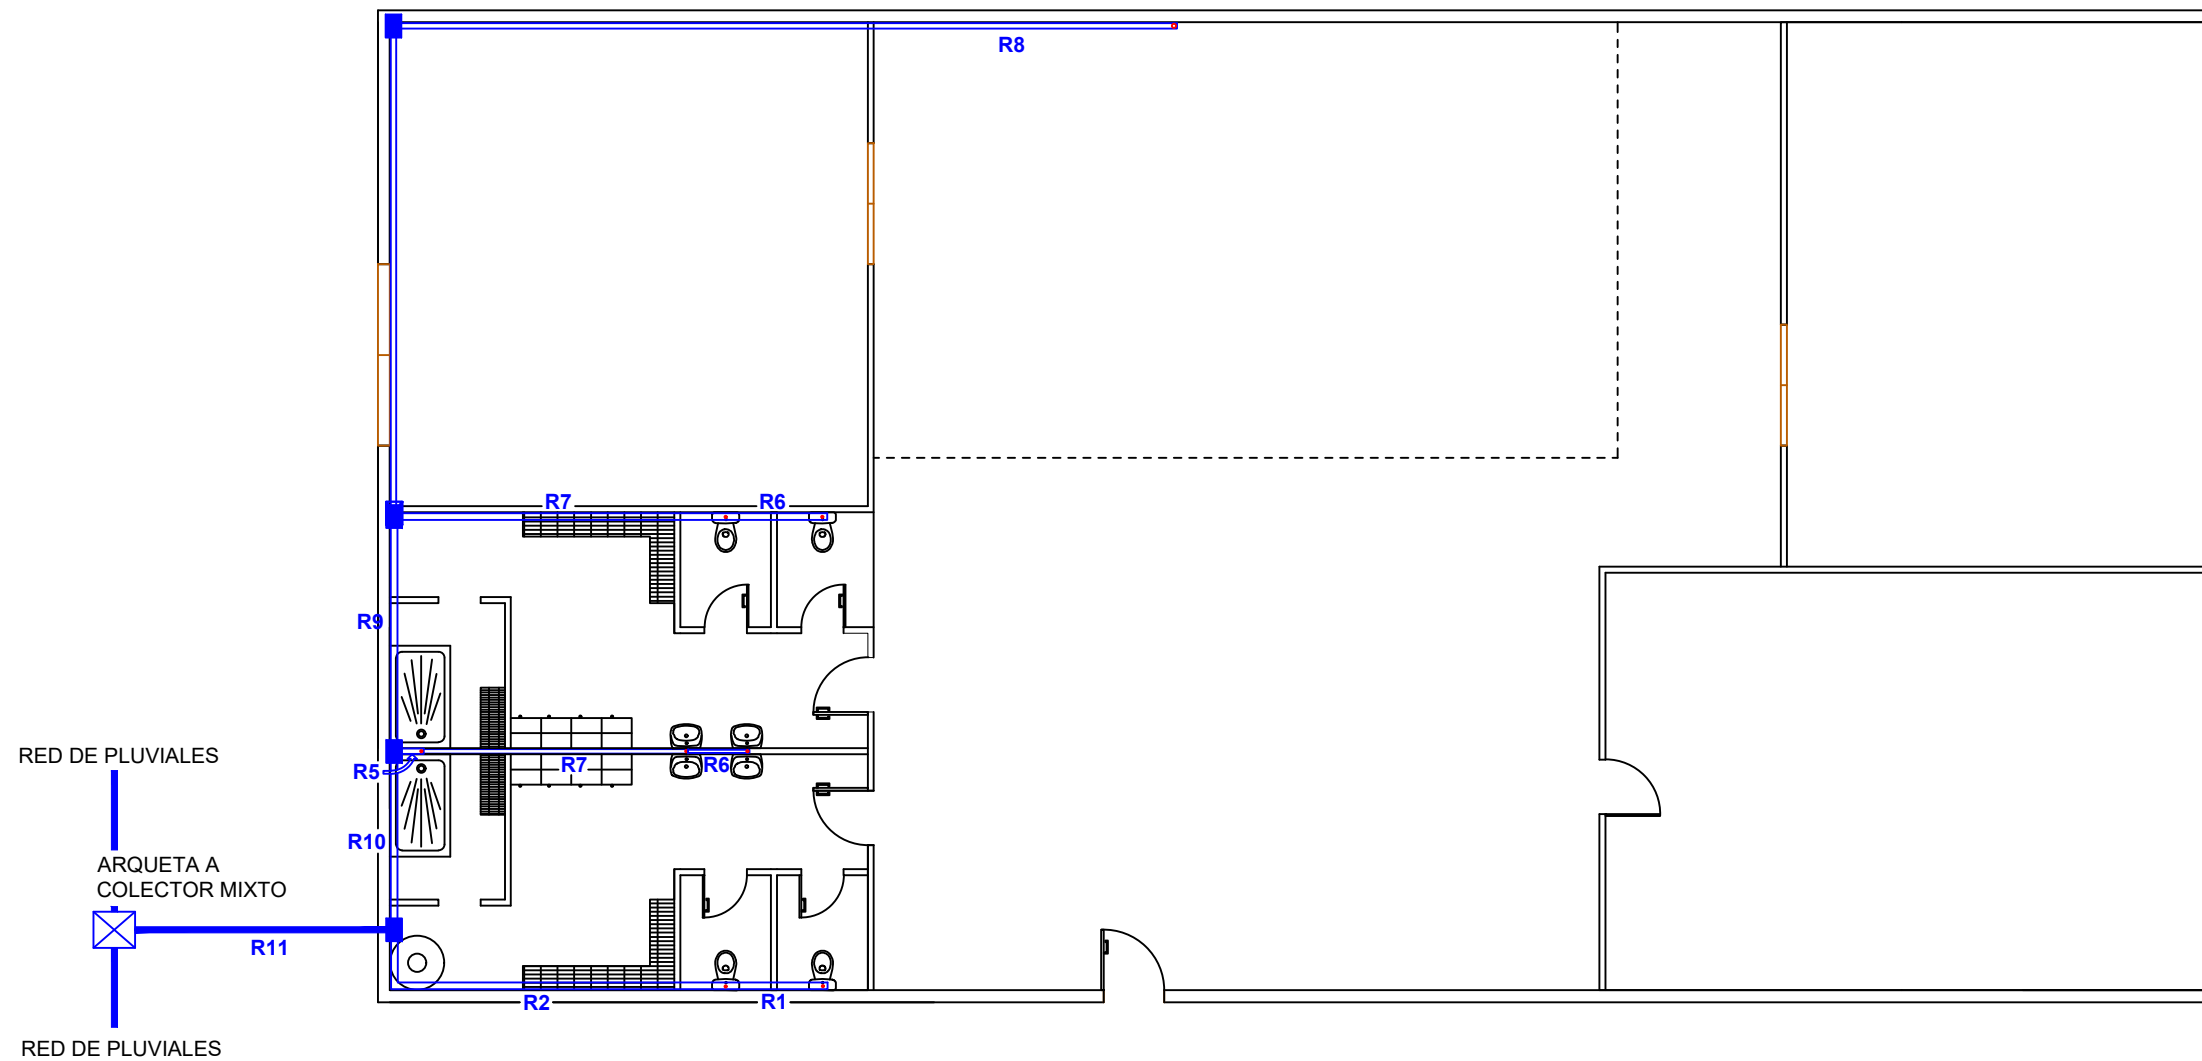 R8
R7
R6
R9
RED DE PLUVIALES
R5
R7
R6
R10
ARQUETA A
COLECTOR MIXTO
R11
R2
R1
RED DE PLUVIALES